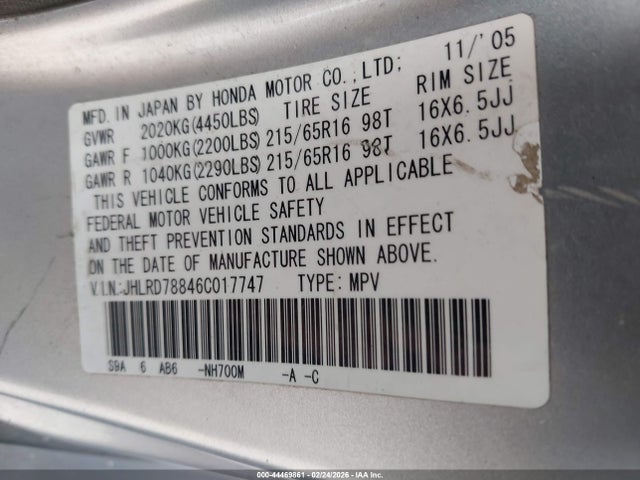 MFD. IN JAPAN BY HONDA MOTOR CO.,LTD; 11/'05
GVWR 2020KG(4450LBS) TIRE SIZE RIM SIZE
GAWR F 1000KG(2200LBS) 215/65R16 98T 16X6.5JJ
GAWR R 1040KG(2290LBS) 215/65R16 98T 16X6.5JJ
THIS VEHICLE CONFORMS TO ALL APPLICABLE
FEDERAL MOTOR VEHICLE SAFETY
AND THEFT PREVENTION STANDARDS IN EFFECT
ON THE DATE OF MANUFACTURE SHOWN ABOVE.
V.I.N:JHLRD78846C017747 TYPE: MPV
S9A 6 AB6 -NH700M -A -C
000-44469861 - 02/24/2026 - IAA Inc.